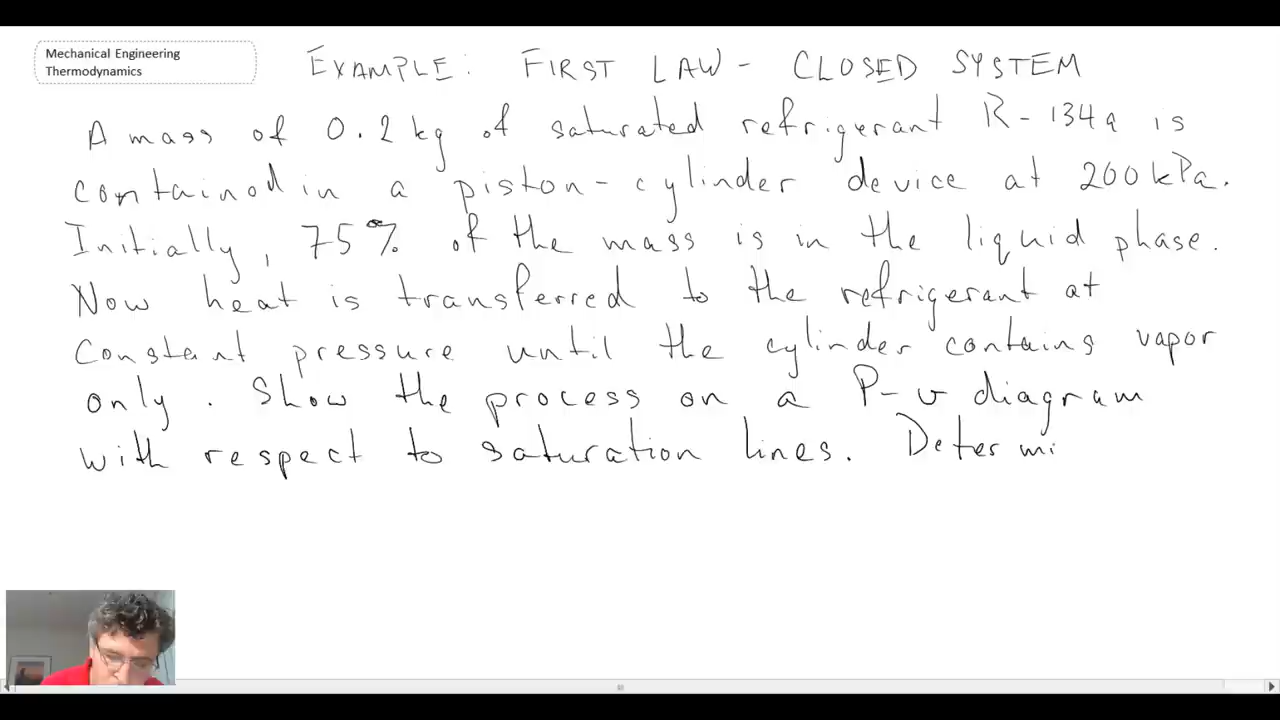 Mechanical Engineering
Thermodynamics
EXAMPLE: FIRST LAW - CLOSED SYSTEM
A mass of 0.2 kg of saturated refrigerant R-134a is
contained in a piston-cylinder device at 200 kPa.
Initially, 75% of the mass is in the liquid phase.
Now heat is transferred to the refrigerant at
constant pressure until the cylinder contains vapor
only. Show the process on a P-v diagram
with respect to saturation lines. Determi